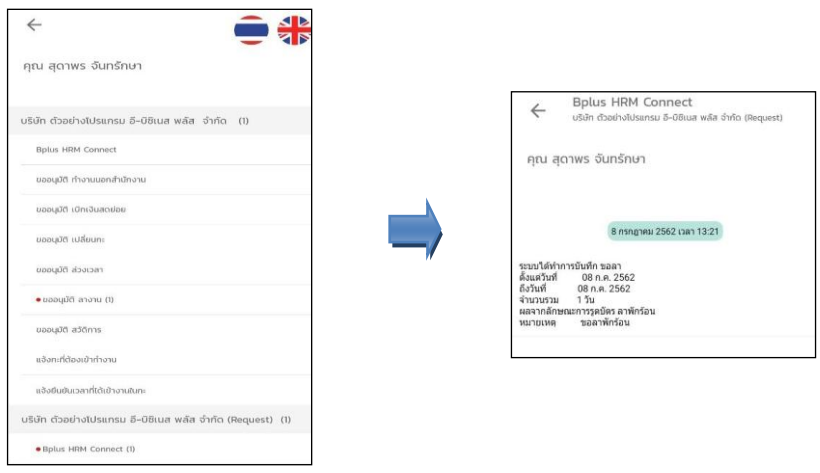 คุณ สุดาพร จันทรักษา
บริษัท ตัวอย่างโปรแกรม อี-บิซิเนส พลัส จำกัด (1)
Bplus HRM Connect
ขออนุมัติ ทำงานนอกสำนักงาน
ขออนุมัติ เบิกเงินสดย่อย
ขออนุมัติ เปลี่ยนกะ
ขออนุมัติ ล่วงเวลา
ขออนุมัติ ลางาน (1)
ขออนุมัติ สวัสดิการ
แจ้งกะที่ต้องเข้าทำงาน
แจ้งยืนยันเวลาที่ได้เข้างานในกะ
บริษัท ตัวอย่างโปรแกรม อี-บิซิเนส พลัส จำกัด (Request) (1)
Bplus HRM Connect (1)
Bplus HRM Connect
บริษัท ตัวอย่างโปรแกรม อี-บิซิเนส พลัส จำกัด (Request)
คุณ สุดาพร จันทรักษา
8 กรกฎาคม 2562 เวลา 13:21
ระบบได้ทำการบันทึก ขอลา
ตั้งแต่วันที่ 08 ก.ค. 2562
ถึงวันที่ 08 ก.ค. 2562
จำนวนรวม 1 วัน
ผลจากลักษณะการรูดบัตร ลาพักร้อน
หมายเหตุ ขอลาพักร้อน